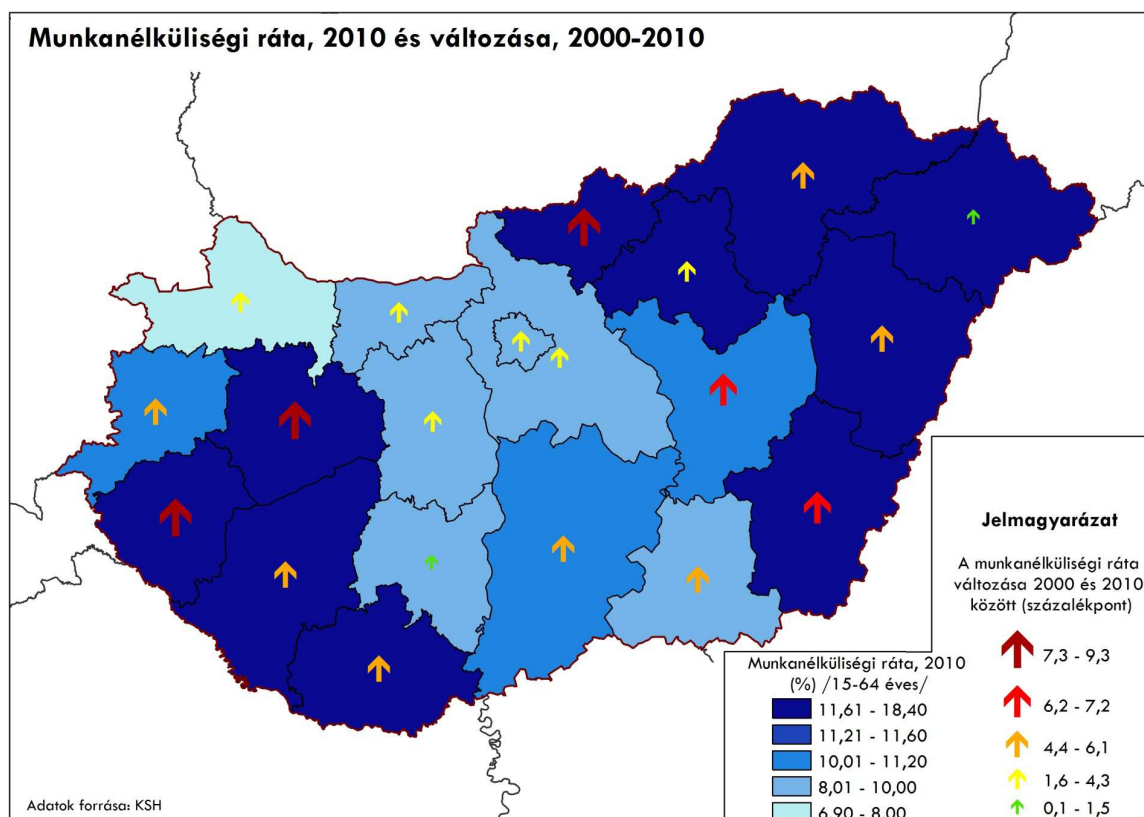 Munkanélküliségi ráta, 2010 és változása, 2000-2010
Jelmagyarázat
A munkanélküliségi ráta
változása 2000 és 2010
között (százalékpont)
7,3 - 9,3
6,2 - 7,2
4,4 - 6,1
1,6 - 4,3
0,1 - 1,5
Munkanélküliségi ráta, 2010
(%) /15-64 éves/
11,61 - 18,40
11,21 - 11,60
10,01 - 11,20
8,01 - 10,00
6,90 - 8,00
Adatok forrása: KSH